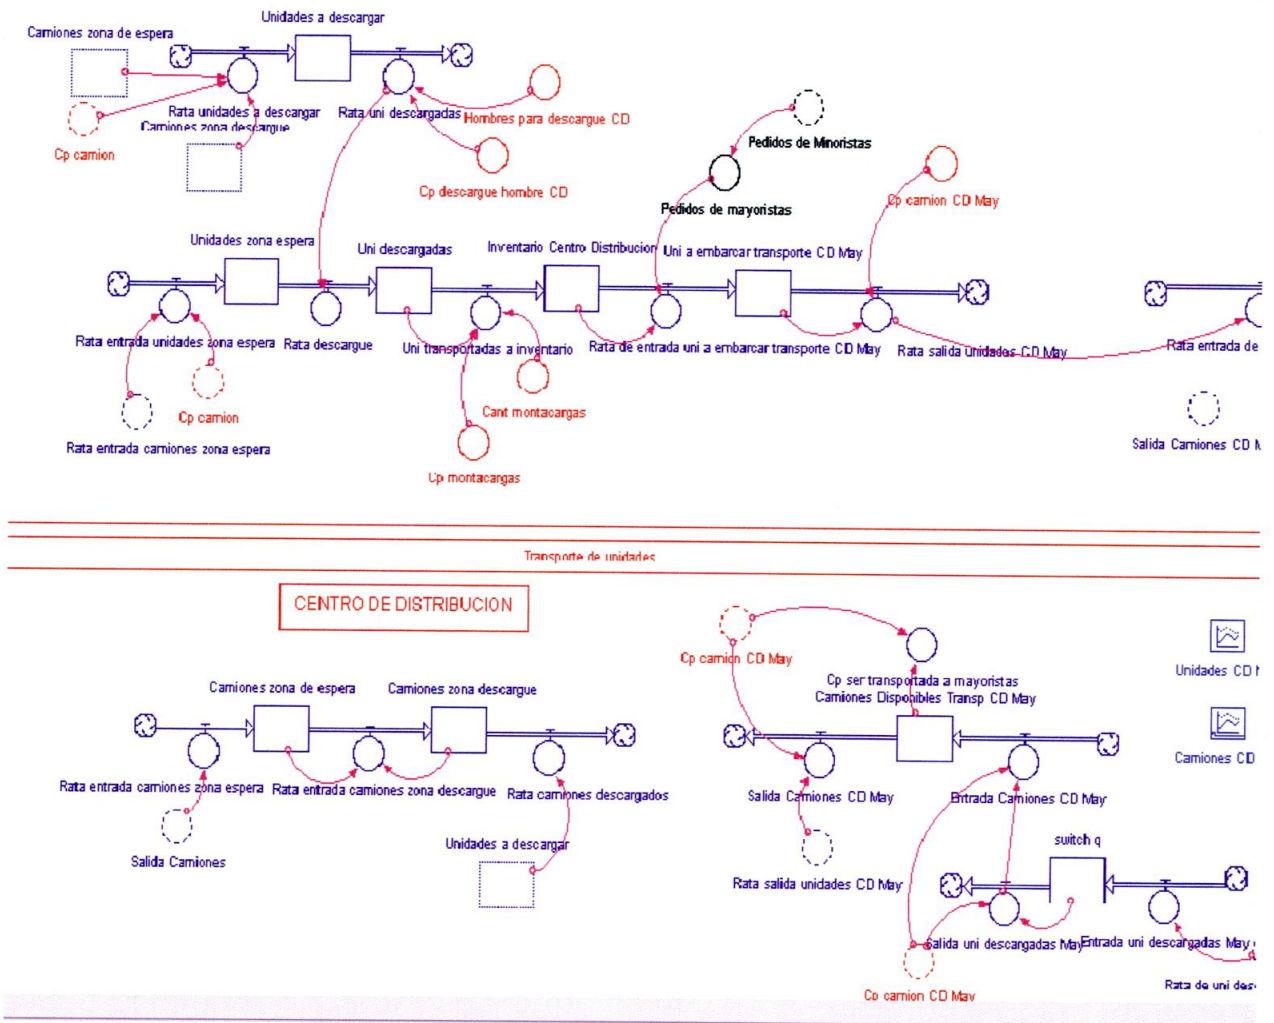 Unidades a descargar
Camiones zona de espera
Rata unidades a descargar
Camiones zona descargue
Rata uni descargadas
Hombres para descargue CD
Cp camion
Cp descargue hombre CD
Pedidos de Minoristas
Pedidos de mayoristas
Cp camion CD May
Unidades zona espera
Uni descargadas
Inventario Centro Distribucion
Uni a embarcar transporte CD May
Rata entrada unidades zona espera
Rata descargue
Uni transportadas a inventario
Rata de entrada uni a embarcar transporte CD May
Rata salida unidades CD May
Rata entrada de
Cp camion
Cant montacargas
Rata entrada camiones zona espera
Salida Camiones CD M
Cp montacargas
Transporte de unidades
CENTRO DE DISTRIBUCION
Cp camion CD May
Cp ser transportada a mayoristas
Camiones Disponibles Transp CD May
Unidades CD M
Camiones zona de espera
Camiones zona descargue
Camiones CD
Rata entrada camiones zona espera
Rata entrada camiones zona descargue
Rata camiones descargados
Salida Camiones CD May
Entrada Camiones CD May
Salida Camiones
Unidades a descargar
switch q
Rata salida unidades CD May
Salida uni descargadas May
Entrada uni descargadas May
Rata de uni des
Cp camion CD May